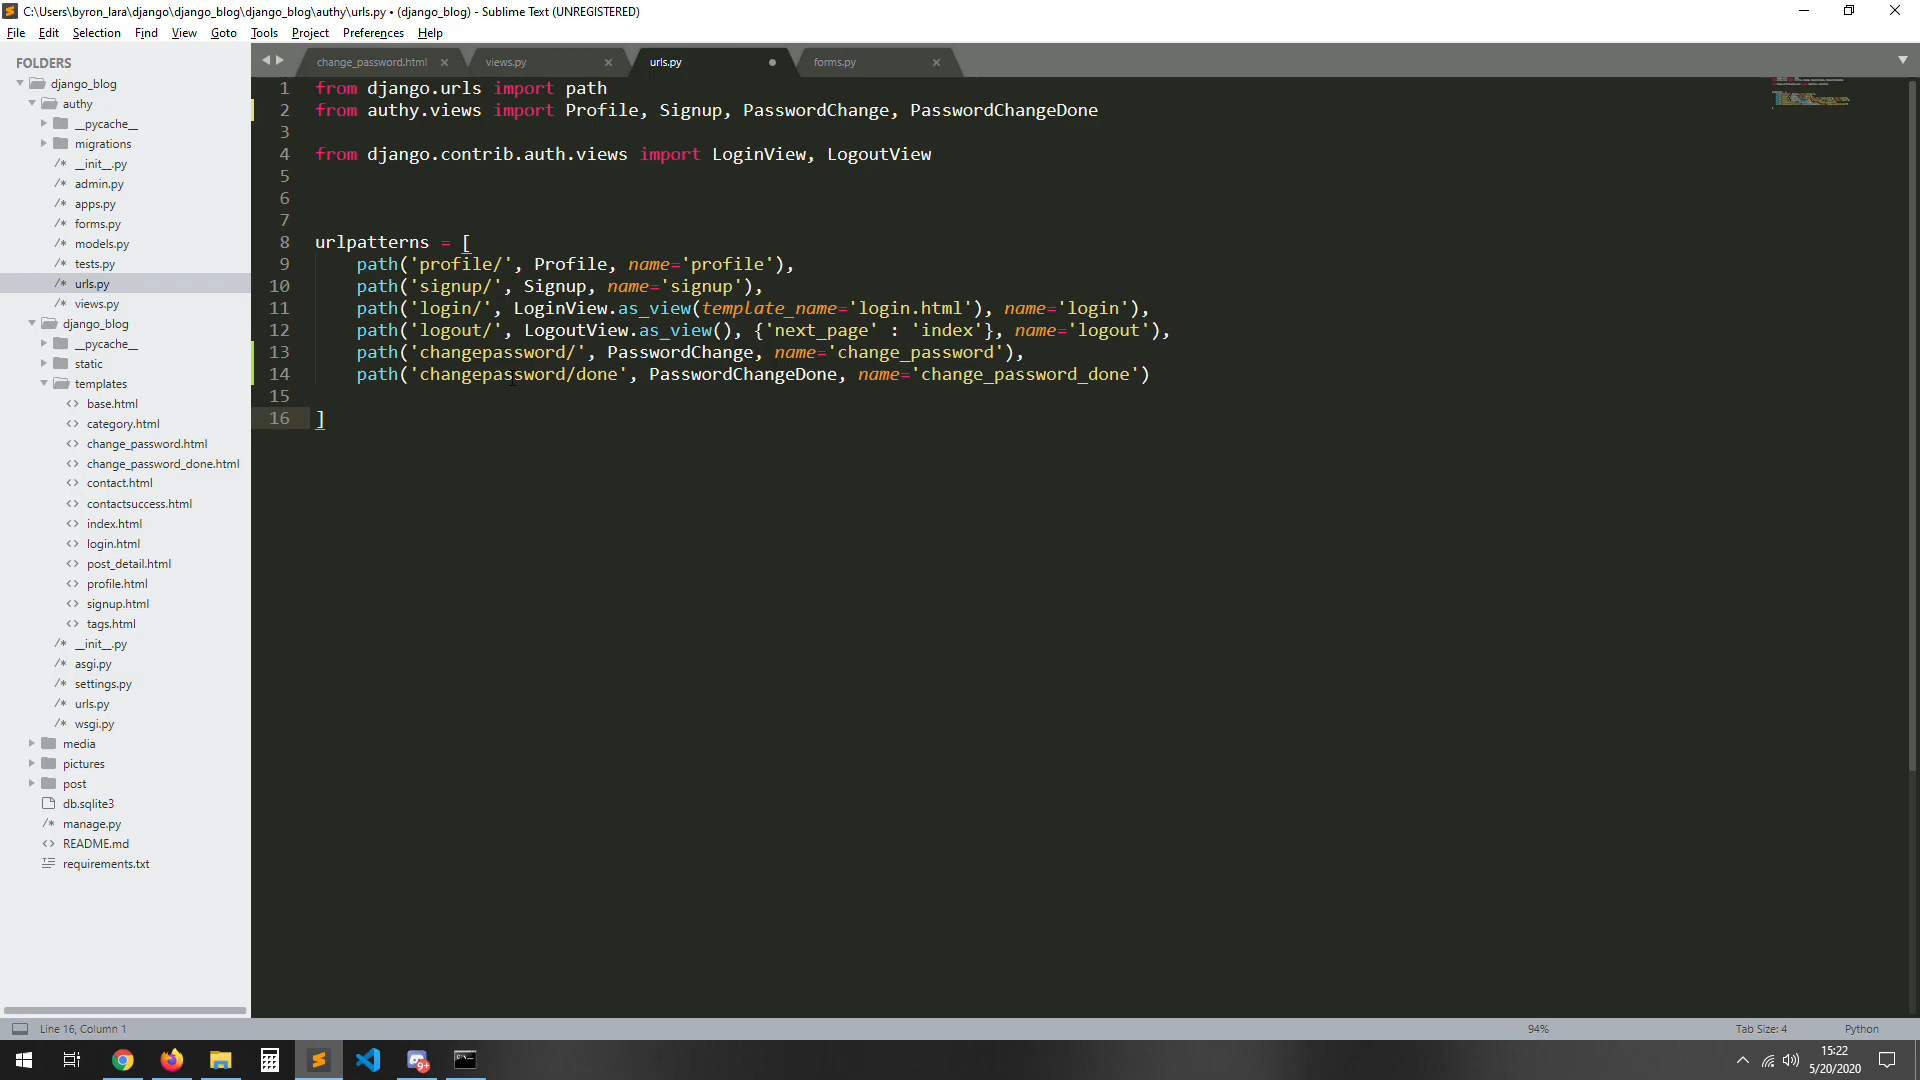 C:\Users\byron_lara\django\django_blog\django_blog\authy\urls.py • (django_blog) - Sublime Text (UNREGISTERED)
File Edit Selection Find View Goto Tools Project Preferences Help
FOLDERS
django_blog
authy
__pycache__
migrations
__init__.py
admin.py
apps.py
forms.py
models.py
tests.py
urls.py
views.py
django_blog
__pycache__
static
templates
base.html
category.html
change_password.html
change_password_done.html
contact.html
contactsuccess.html
index.html
login.html
post_detail.html
profile.html
signup.html
tags.html
__init__.py
asgi.py
settings.py
urls.py
wsgi.py
media
pictures
post
db.sqlite3
manage.py
README.md
requirements.txt
change_password.html views.py urls.py forms.py
1 from django.urls import path
2 from authy.views import Profile, Signup, PasswordChange, PasswordChangeDone
3
4 from django.contrib.auth.views import LoginView, LogoutView
5
6
7
8 urlpatterns = [
9 path('profile/', Profile, name='profile'),
10 path('signup/', Signup, name='signup'),
11 path('login/', LoginView.as_view(template_name='login.html'), name='login'),
12 path('logout/', LogoutView.as_view(), {'next_page' : 'index'}, name='logout'),
13 path('changepassword/', PasswordChange, name='change_password'),
14 path('changepassword/done', PasswordChangeDone, name='change_password_done')
15
16 ]
Line 16, Column 1 94% Tab Size: 4 Python
9+
15:22
5/20/2020